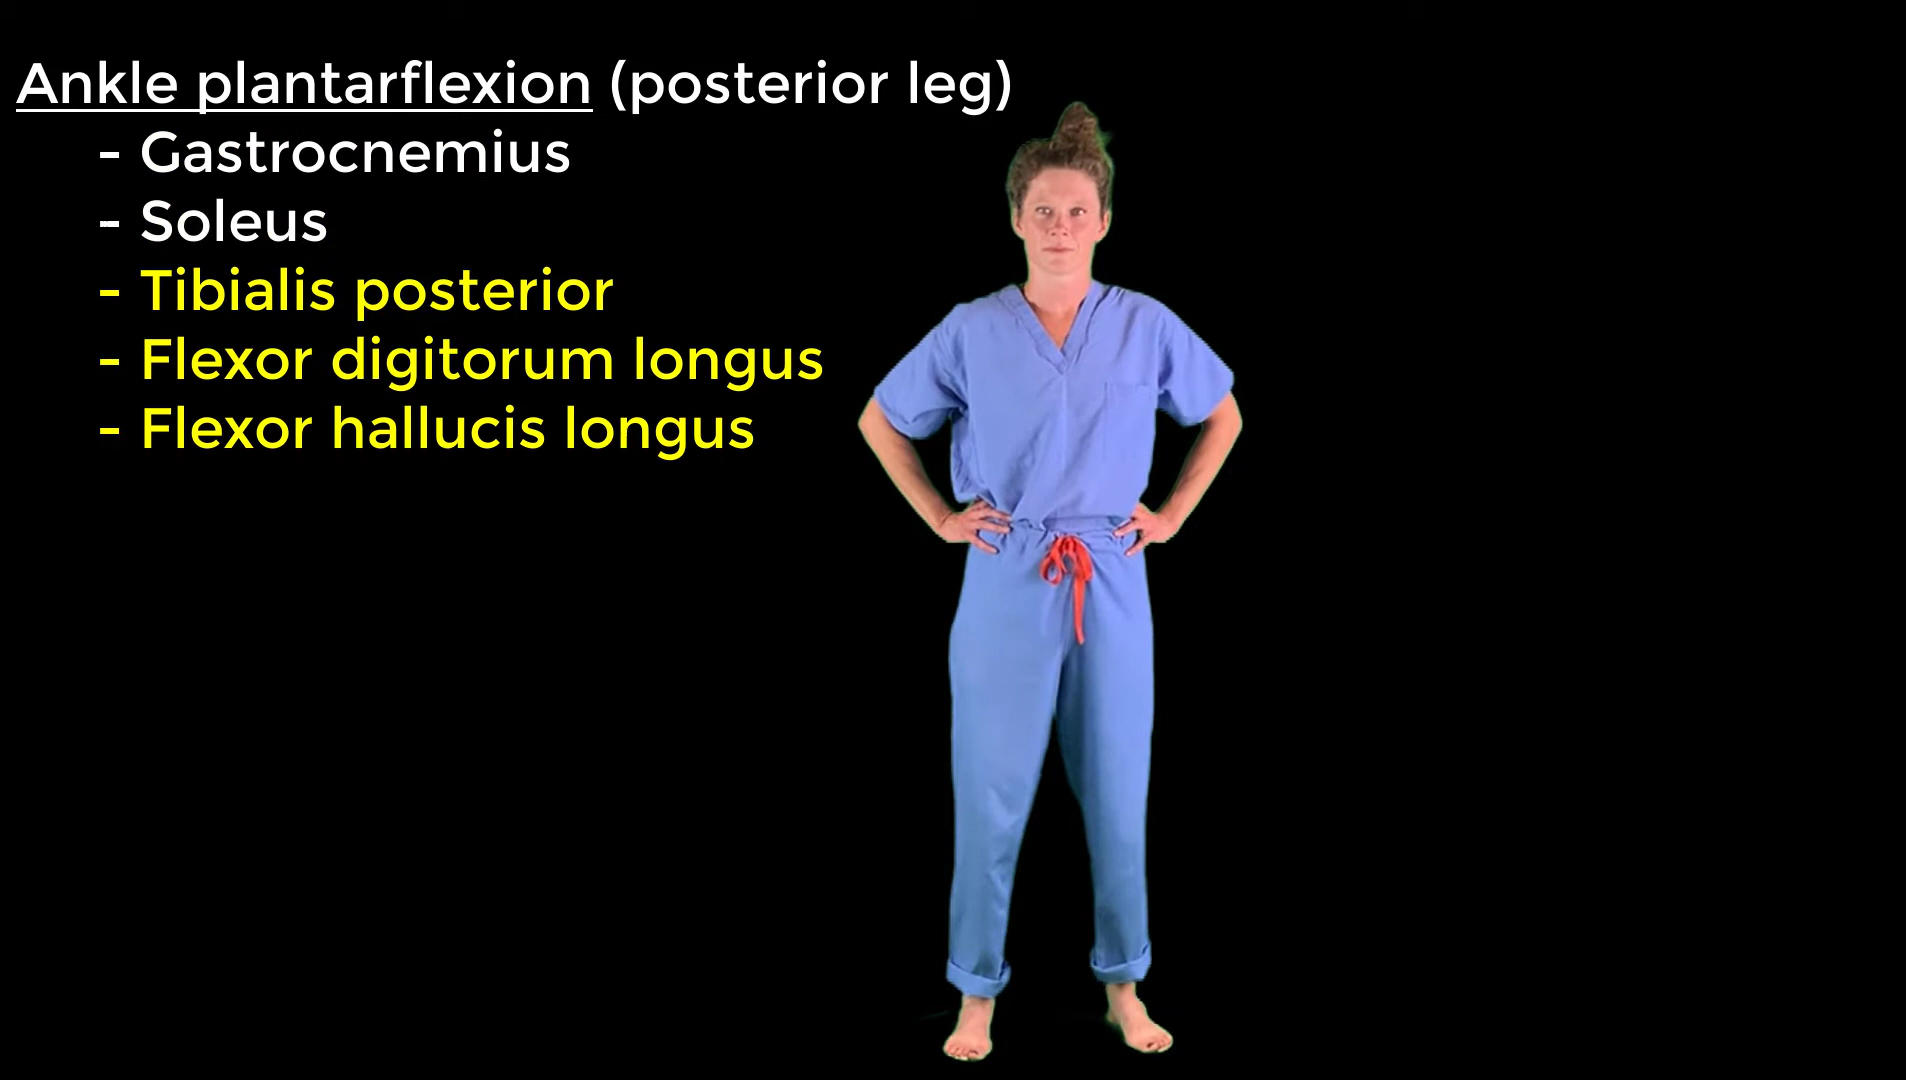 Ankle plantarflexion (posterior leg)
- Gastrocnemius
- Soleus
- Tibialis posterior
- Flexor digitorum longus
- Flexor hallucis longus